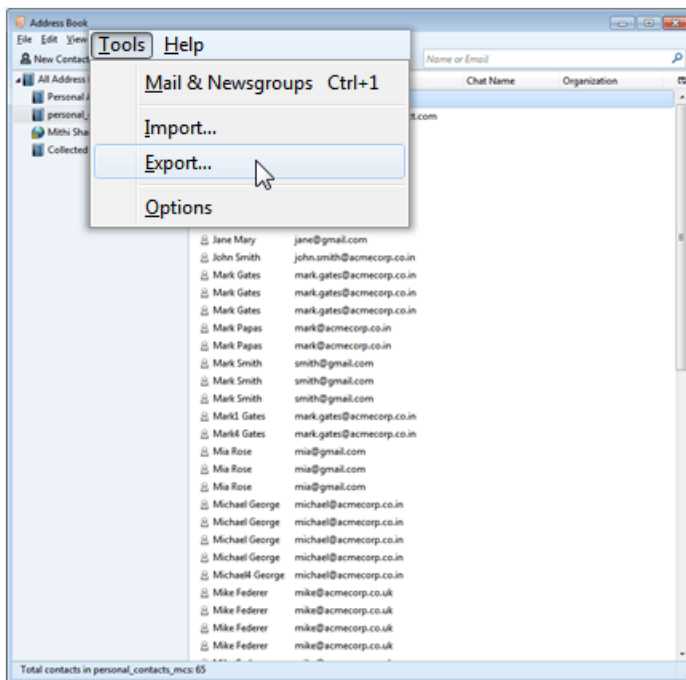 Address Book
File Edit View
Tools Help
New Contact
Name or Email
Mail & Newsgroups Ctrl+1
Import...
Export...
Options
All Address
Personal
personal_
Mithi
Collected
Chat Name Organization
Jane Mary jane@gmail.com
John Smith john.smith@acmecorp.co.in
Mark Gates mark.gates@acmecorp.co.in
Mark Gates mark.gates@acmecorp.co.in
Mark Gates mark.gates@acmecorp.co.in
Mark Papas mark@acmecorp.co.in
Mark Papas mark@acmecorp.co.in
Mark Smith smith@gmail.com
Mark Smith smith@gmail.com
Mark Smith smith@gmail.com
Mark1 Gates mark.gates@acmecorp.co.in
Mark4 Gates mark.gates@acmecorp.co.in
Mia Rose mia@gmail.com
Mia Rose mia@gmail.com
Mia Rose mia@gmail.com
Michael George michael@acmecorp.co.in
Michael George michael@acmecorp.co.in
Michael George michael@acmecorp.co.in
Michael George michael@acmecorp.co.in
Michael4 George michael@acmecorp.co.in
Mike Federer mike@acmecorp.co.uk
Mike Federer mike@acmecorp.co.uk
Mike Federer mike@acmecorp.co.uk
Mike Federer mike@acmecorp.co.uk
Total contacts in personal_contacts_mcs: 65